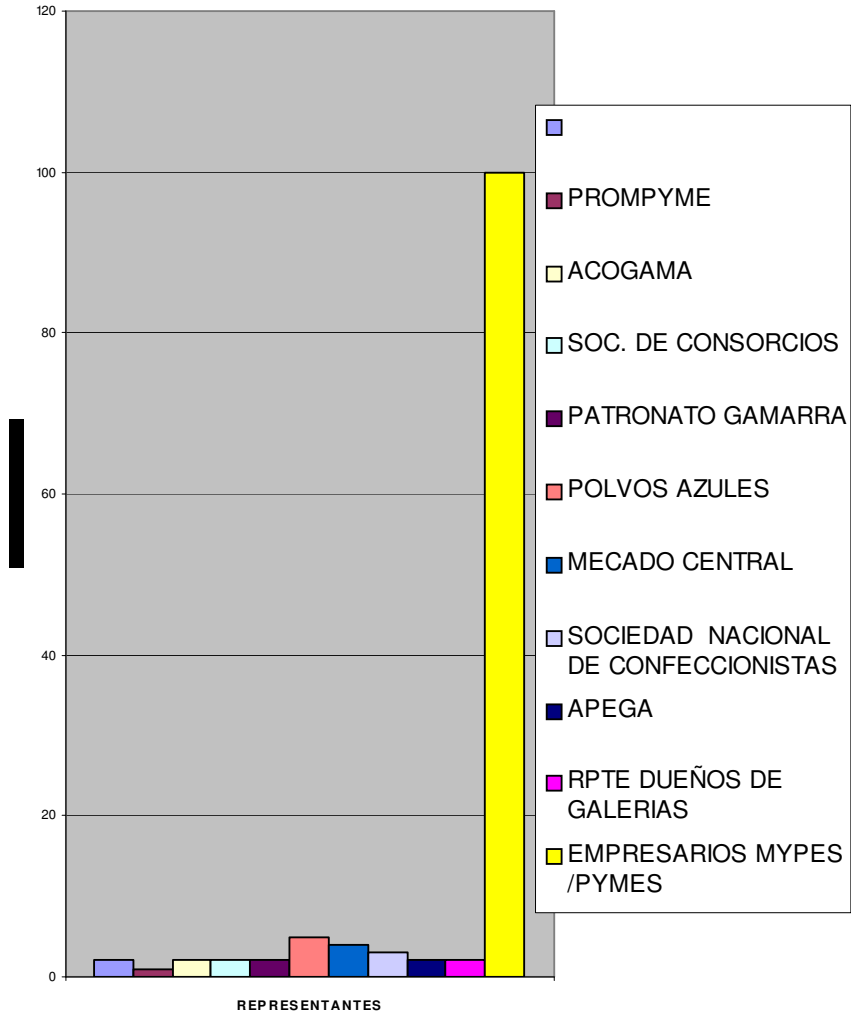 120
100
80
60
40
20
0
REPRESENTANTES
PROMPYME
ACOGAMA
SOC. DE CONSORCIOS
PATRONATO GAMARRA
POLVOS AZULES
MECADO CENTRAL
SOCIEDAD NACIONAL
DE CONFECCIONISTAS
APEGA
RPTE DUEÑOS DE
GALERIAS
EMPRESARIOS MYPES
/PYMES